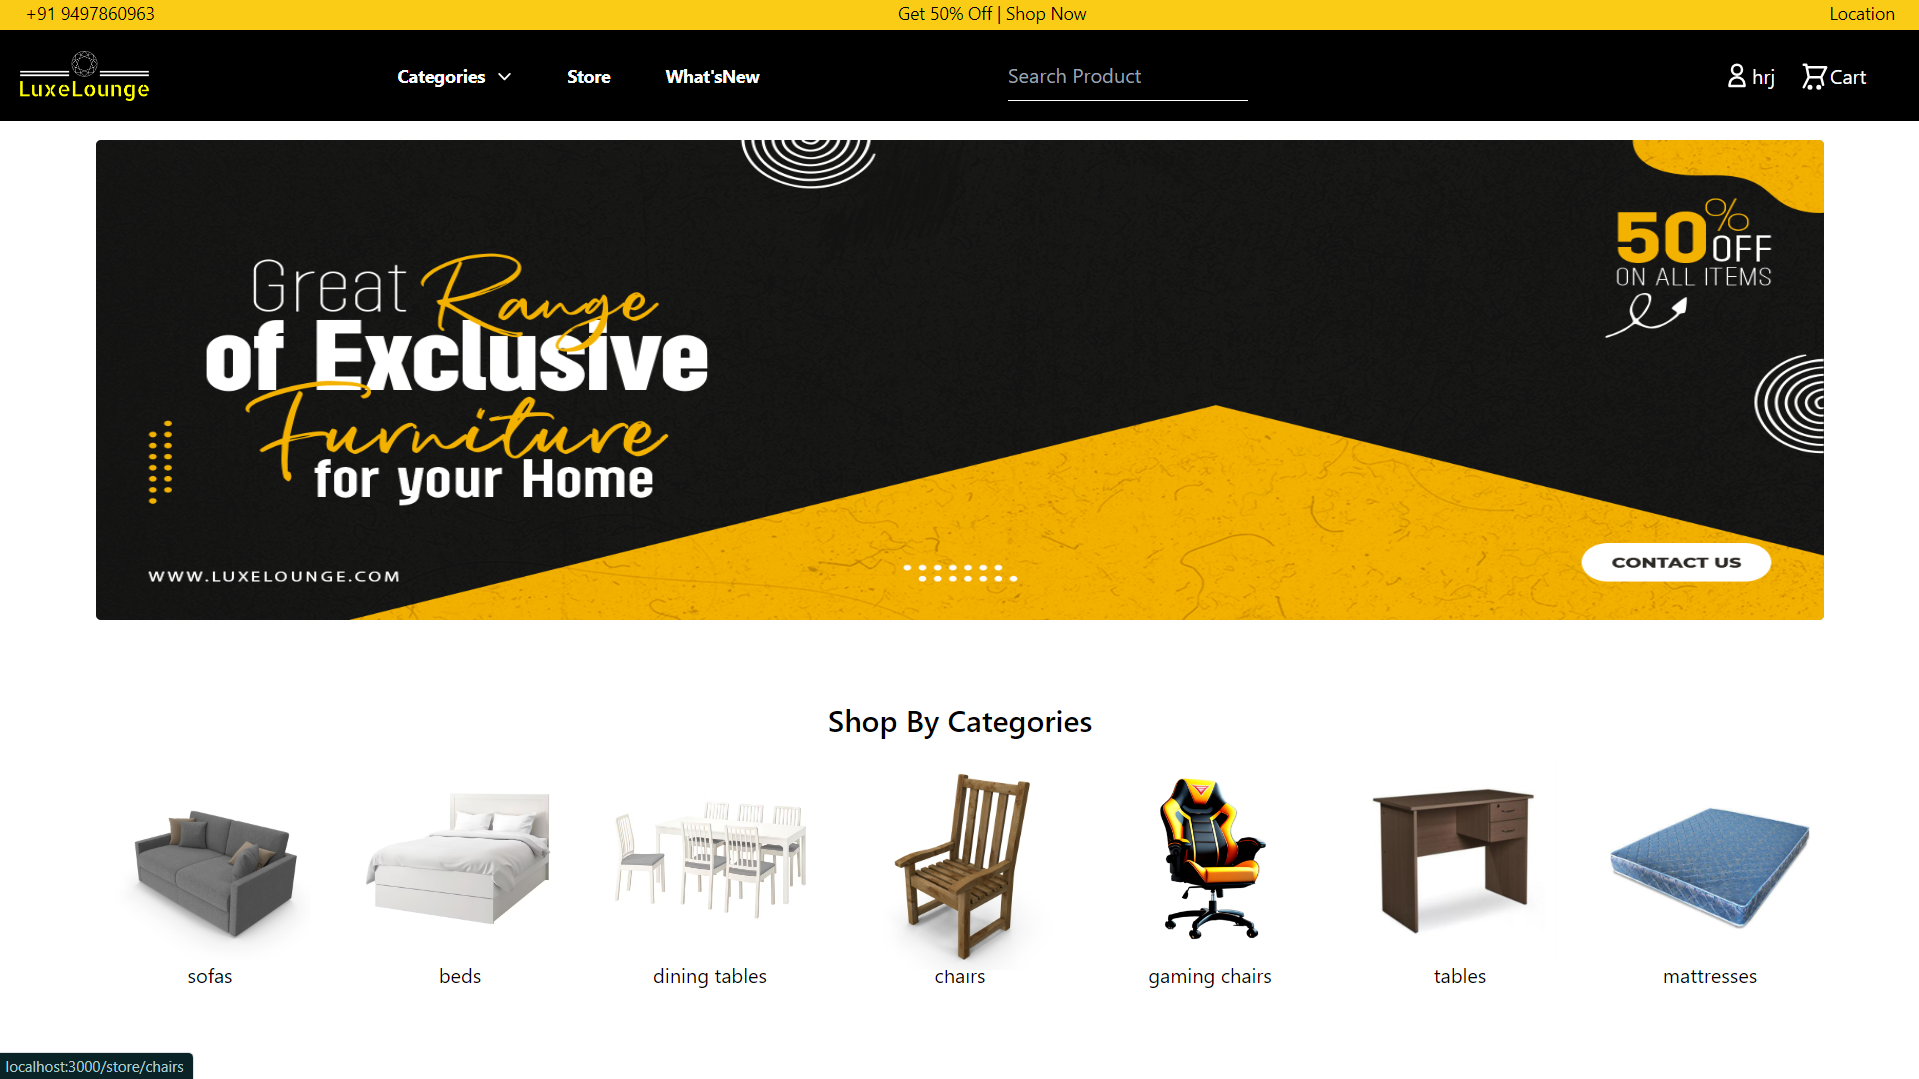 +91 9497860963 Get 50% Off | Shop Now Location
LuxeLounge Categories Store What'sNew Search Product hrj Cart
Great Range
of Exclusive
Furniture
for your Home
WWW.LUXELOUNGE.COM
50% OFF
ON ALL ITEMS
CONTACT US
Shop By Categories
sofas beds dining tables chairs gaming chairs tables mattresses
localhost:3000/store/chairs